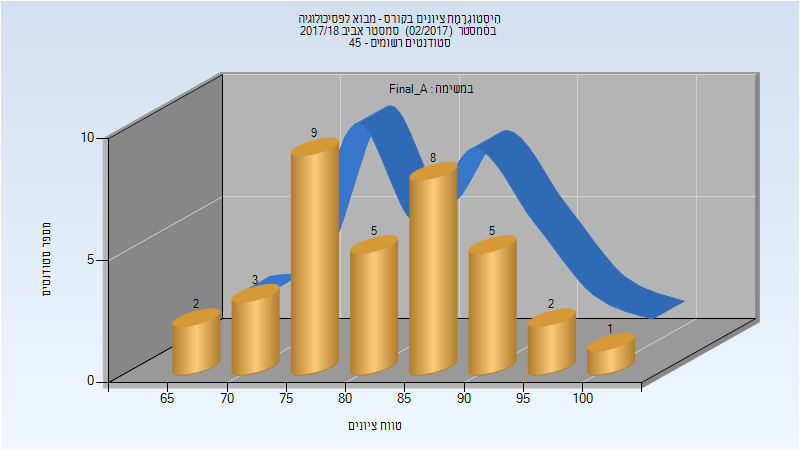 היסטוגרמת ציונים בקורס - מבוא לפסיכולוגיה
בסמסטר (02/2017) סמסטר אביב 2017/18
סטודנטים רשומים - 45
במשימה : Final_A
9
8
5
5
3
2
2
1
10
5
0
מספר סטודנטים
65 70 75 80 85 90 95 100
טווח ציונים